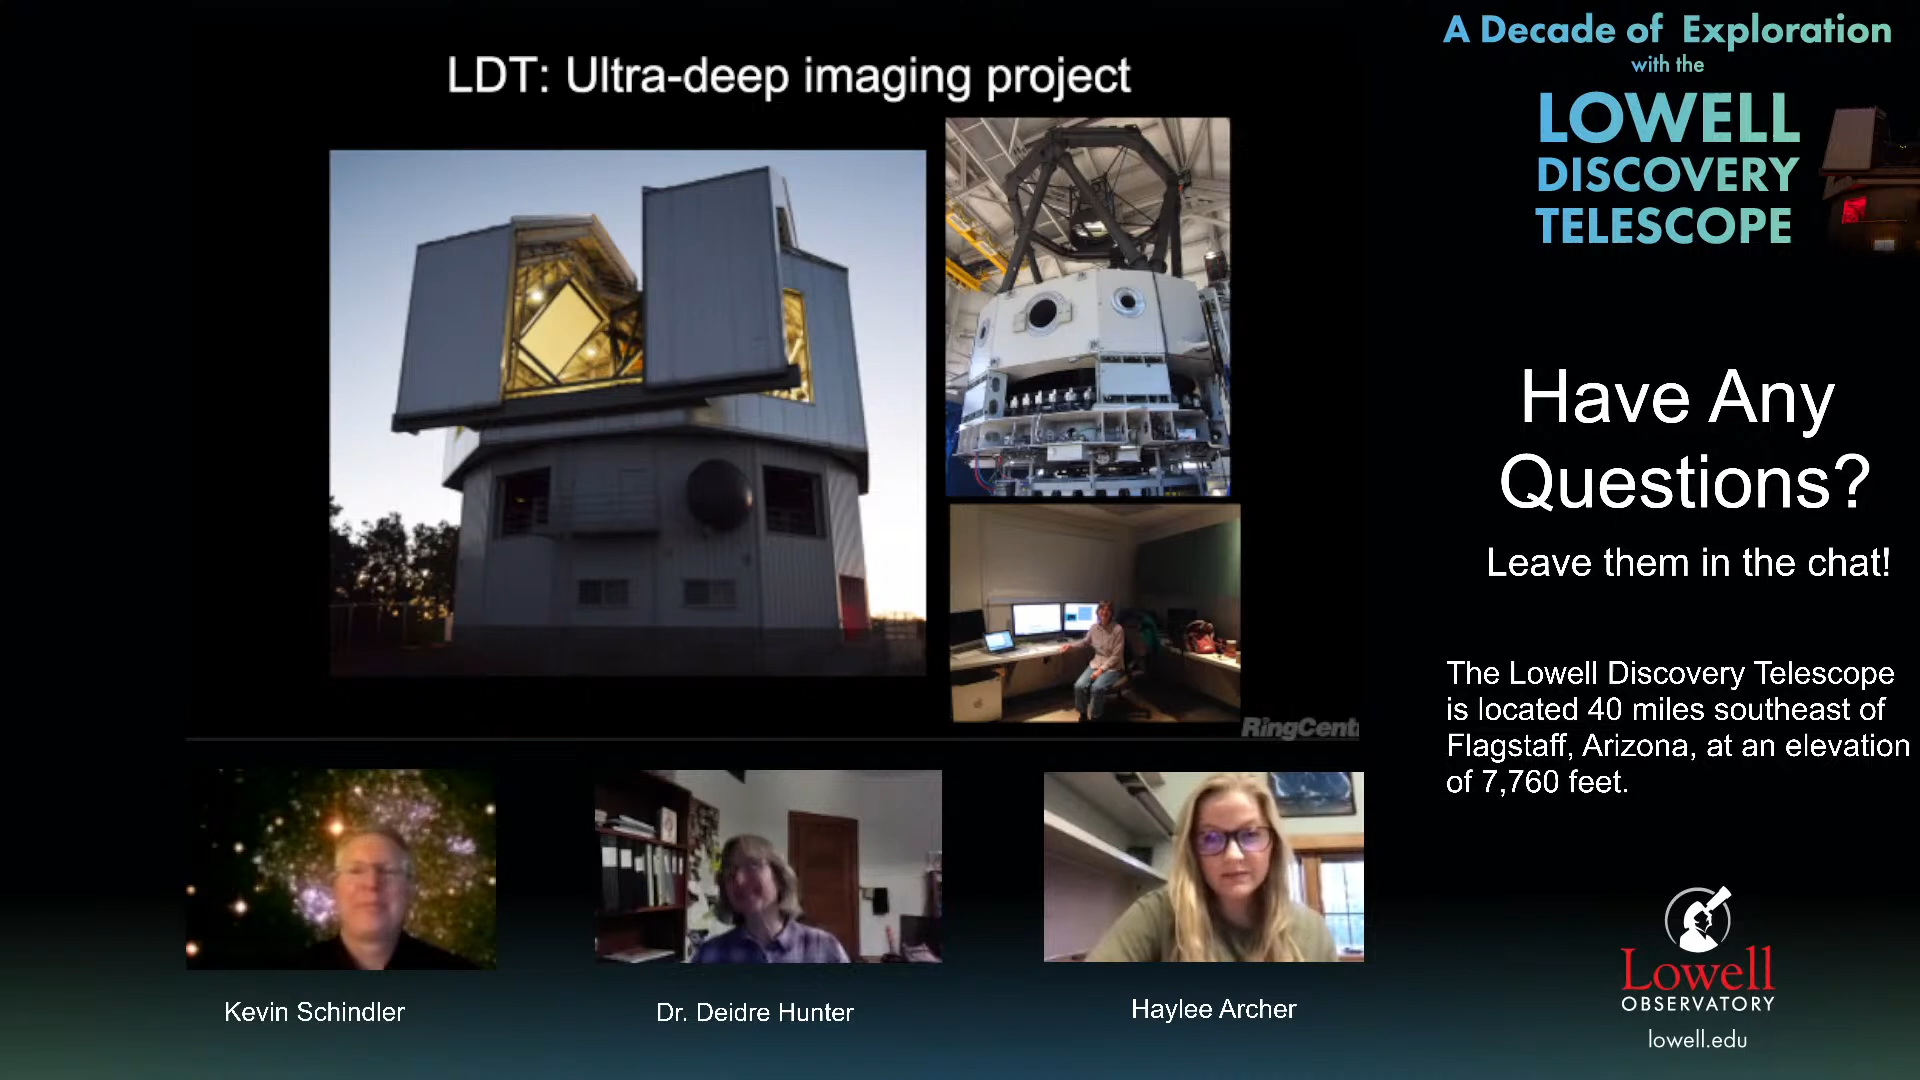 LDT: Ultra-deep imaging project
RingCent
Kevin Schindler
Dr. Deidre Hunter
Haylee Archer
A Decade of Exploration
with the
LOWELL
DISCOVERY
TELESCOPE
Have Any
Questions?
Leave them in the chat!
The Lowell Discovery Telescope
is located 40 miles southeast of
Flagstaff, Arizona, at an elevation
of 7,760 feet.
Lowell
OBSERVATORY
lowell.edu